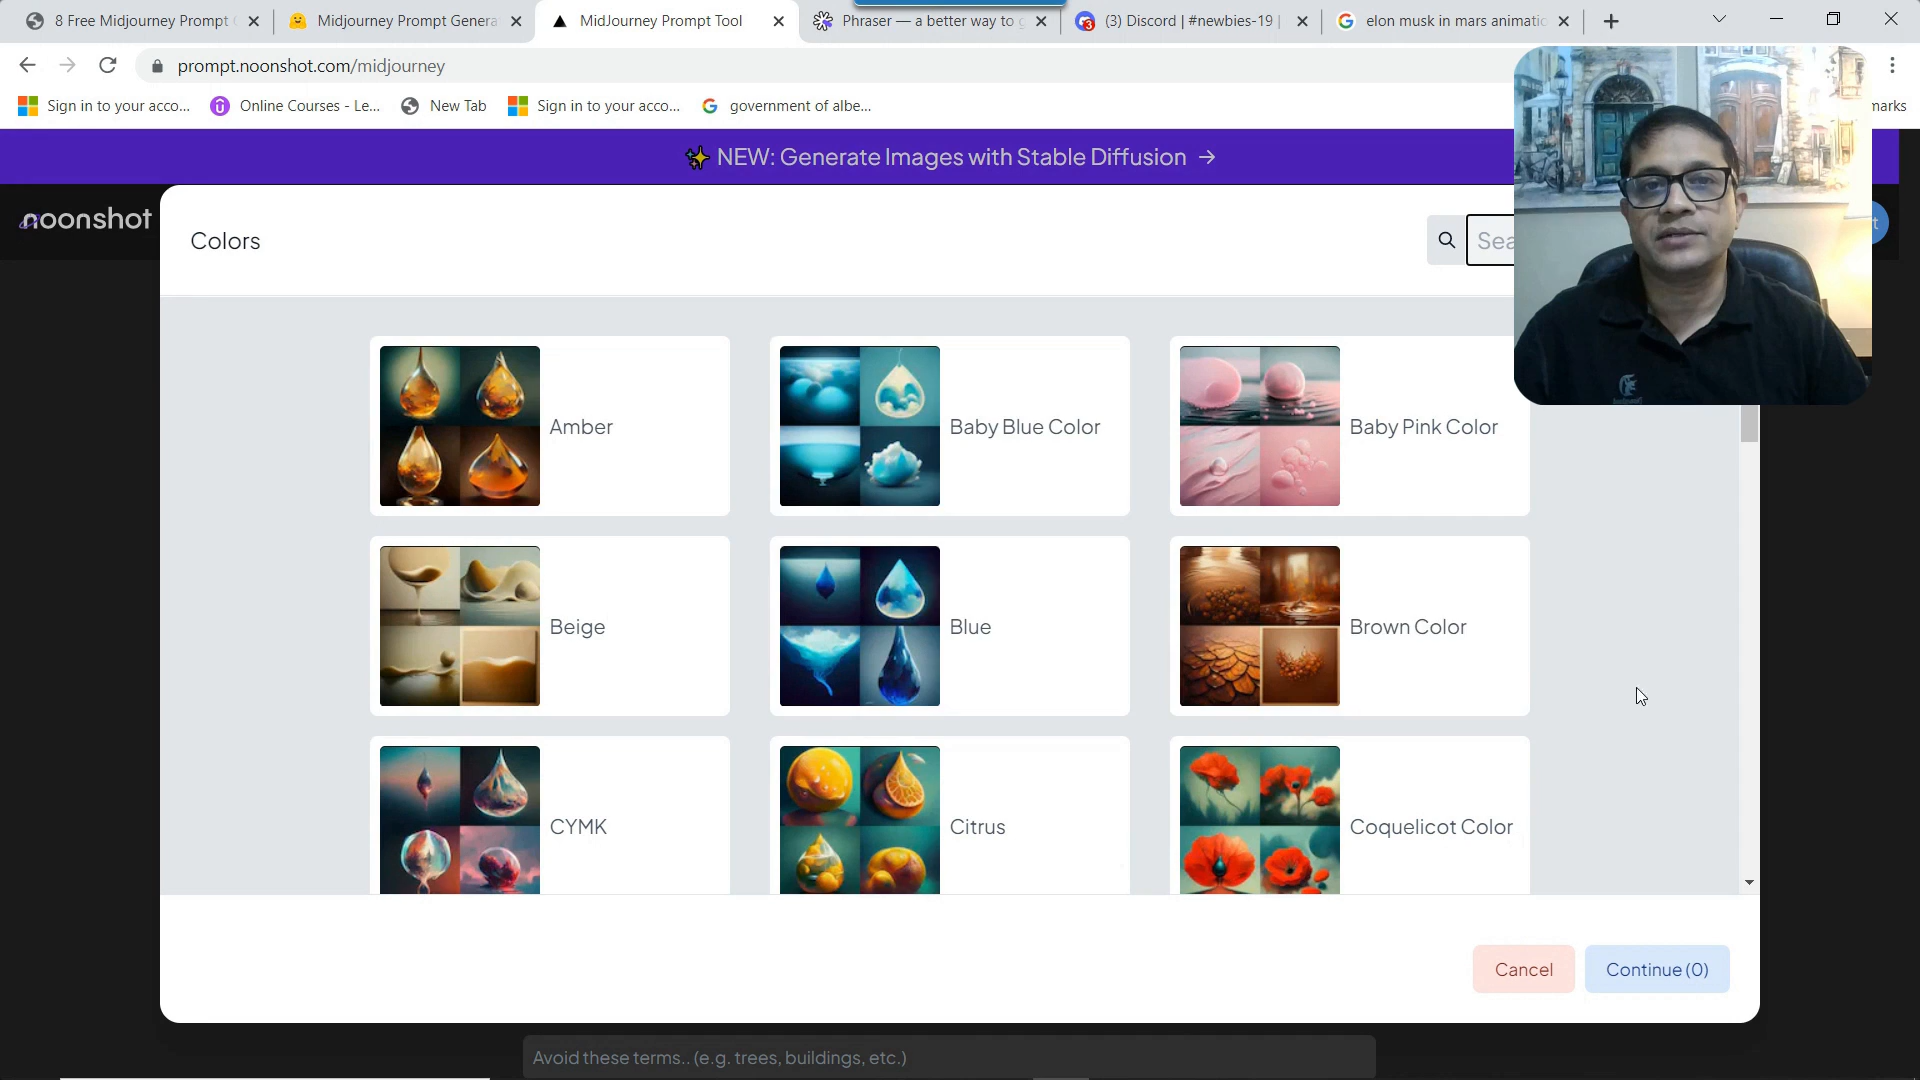 8 Free Midjourney Prompt
Midjourney Prompt Genera
MidJourney Prompt Tool
Phraser — a better way to g
(3) Discord | #newbies-19 |
elon musk in mars animatio
prompt.noonshot.com/midjourney
Sign in to your acco...
Online Courses - Le...
New Tab
Sign in to your acco...
government of albe...
marks
NEW: Generate Images with Stable Diffusion →
noonshot
Colors
Sea
Amber
Baby Blue Color
Baby Pink Color
Beige
Blue
Brown Color
CYMK
Citrus
Coquelicot Color
Cancel
Continue (0)
Avoid these terms.. (e.g. trees, buildings, etc.)